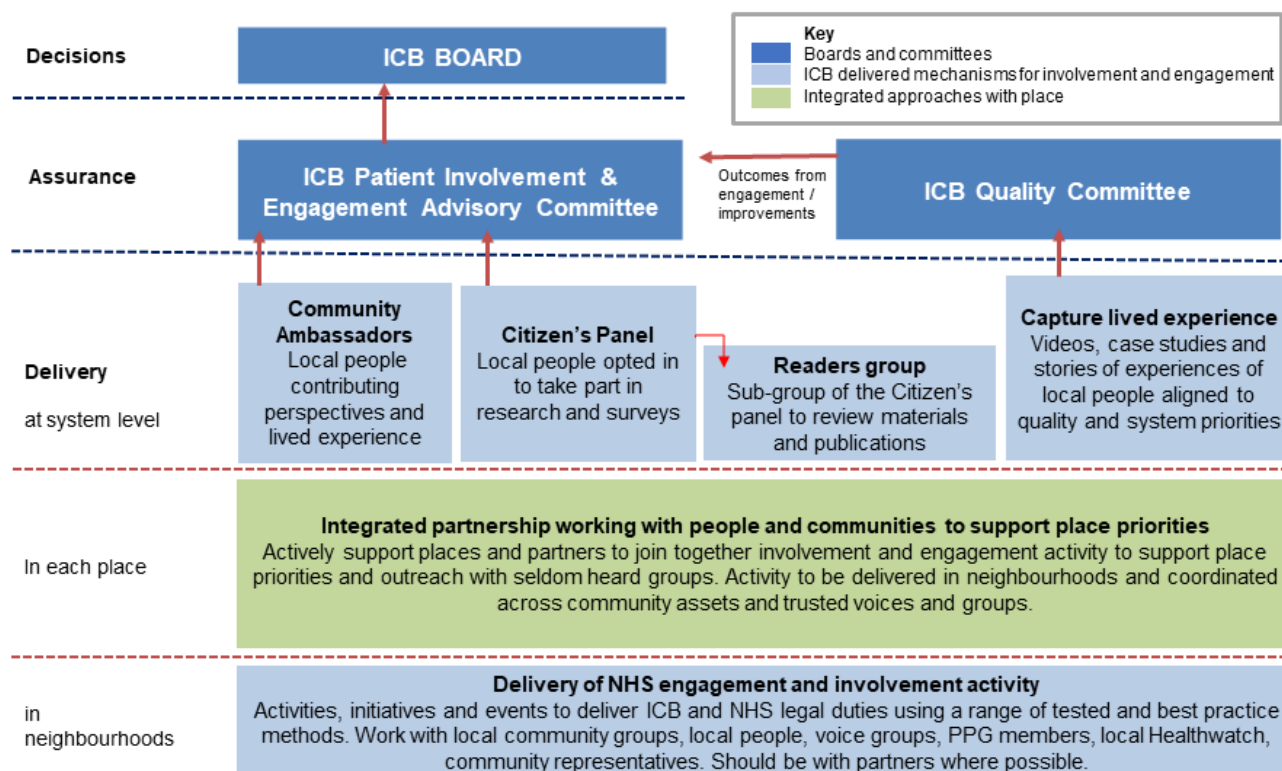 Decisions
ICB BOARD
Key
Boards and committees
ICB delivered mechanisms for involvement and engagement
Integrated approaches with place
Assurance
ICB Patient Involvement &
Engagement Advisory Committee
Outcomes from
engagement /
improvements
ICB Quality Committee
Delivery
at system level
Community
Ambassadors
Local people
contributing
perspectives and
lived experience
Citizen's Panel
Local people opted in
to take part in
research and surveys
Readers group
Sub-group of the Citizen's
panel to review materials
and publications
Capture lived experience
Videos, case studies and
stories of experiences of
local people aligned to
quality and system priorities
In each place
Integrated partnership working with people and communities to support place priorities
Actively support places and partners to join together involvement and engagement activity to support place
priorities and outreach with seldom heard groups. Activity to be delivered in neighbourhoods and coordinated
across community assets and trusted voices and groups.
in
neighbourhoods
Delivery of NHS engagement and involvement activity
Activities, initiatives and events to deliver ICB and NHS legal duties using a range of tested and best practice
methods. Work with local community groups, local people, voice groups, PPG members, local Healthwatch,
community representatives. Should be with partners where possible.